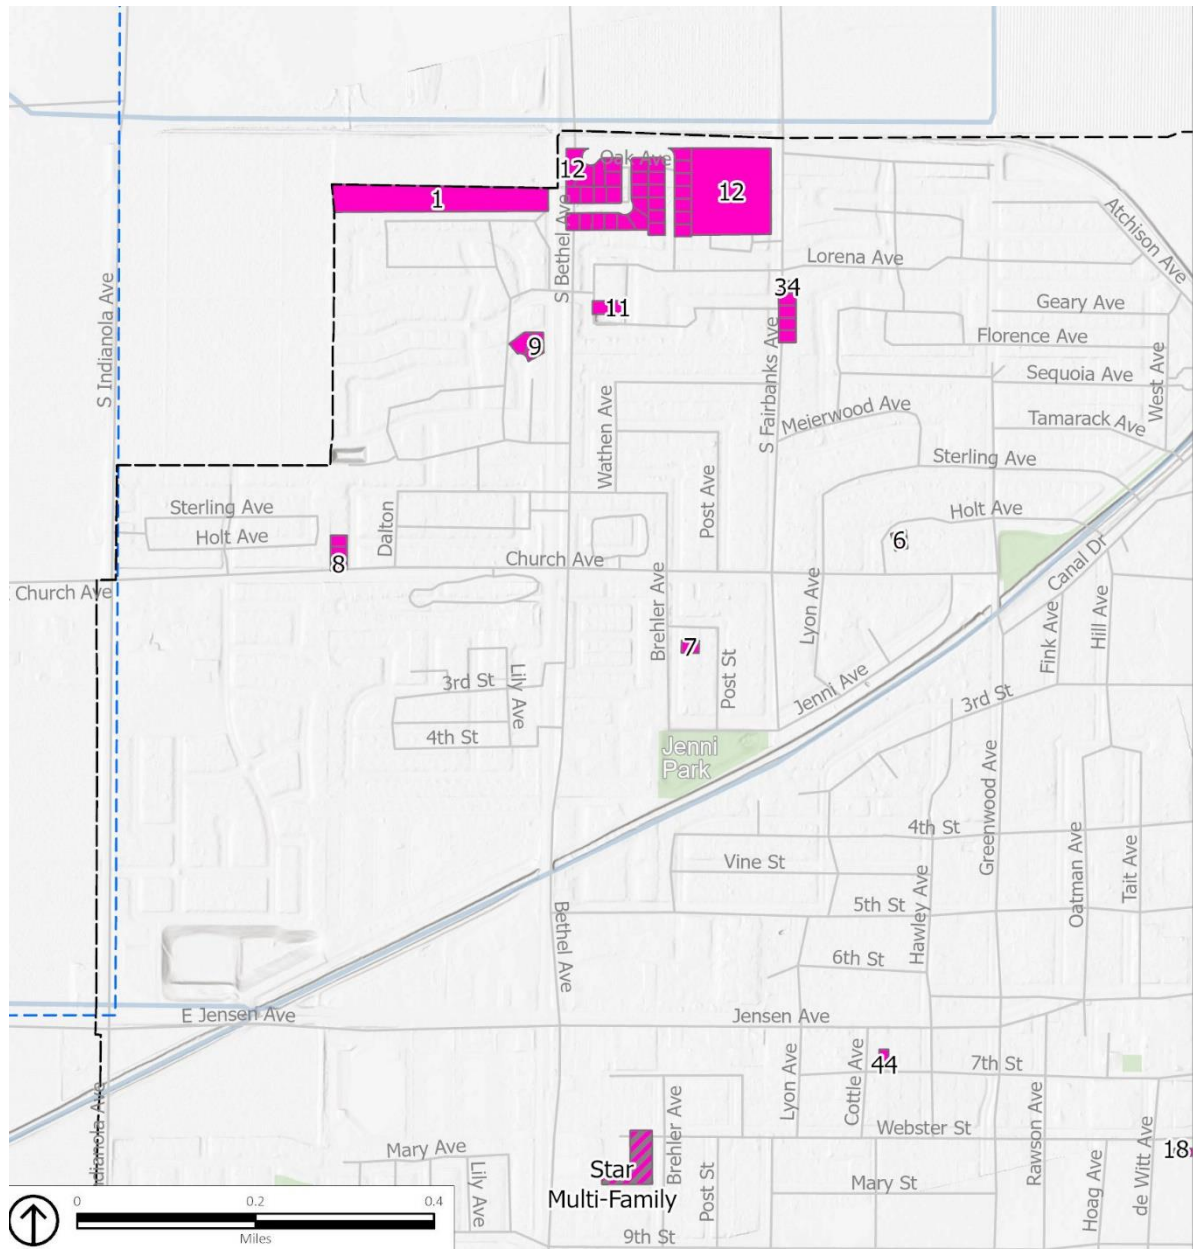 Oak Ave
12
12
1
S Bethel Ave
Atchison Ave
Lorena Ave
S Indianola Ave
34
11
Geary Ave
9
S Fairbanks Ave
Florence Ave
Sequoia Ave
West Ave
Wathen Ave
Meierwood Ave
Tamarack Ave
Sterling Ave
Post Ave
Sterling Ave
Holt Ave
Dalton
Holt Ave
6
8
Church Ave
Canal Dr
Church Ave
Brehler Ave
Lyon Ave
Fink Ave
Hill Ave
7
3rd St
Lily Ave
Post St
Jenni Ave
3rd St
4th St
Jenni
Park
Greenwood Ave
4th St
Vine St
Oatman Ave
Tait Ave
5th St
Hawley Ave
Bethel Ave
6th St
E Jensen Ave
Jensen Ave
44
7th St
Lyon Ave
Cottle Ave
Brehler Ave
Rawson Ave
Webster St
ndianola Ave
Mary Ave
18
de Witt Ave
Star
Multi-Family
Lily Ave
Post St
Mary St
Hoag Ave
0 0.2 0.4
Miles
9th St